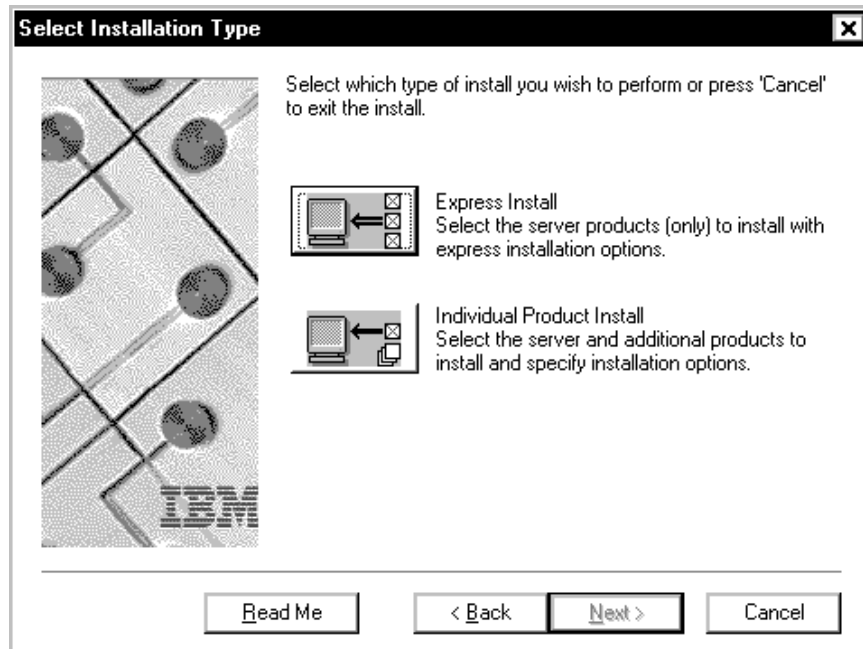 Select Installation Type
Select which type of install you wish to perform or press 'Cancel'
to exit the install.
Express Install
Select the server products (only) to install with
express installation options.
Individual Product Install
Select the server and additional products to
install and specify installation options.
IBM
Read Me
< Back
Next >
Cancel